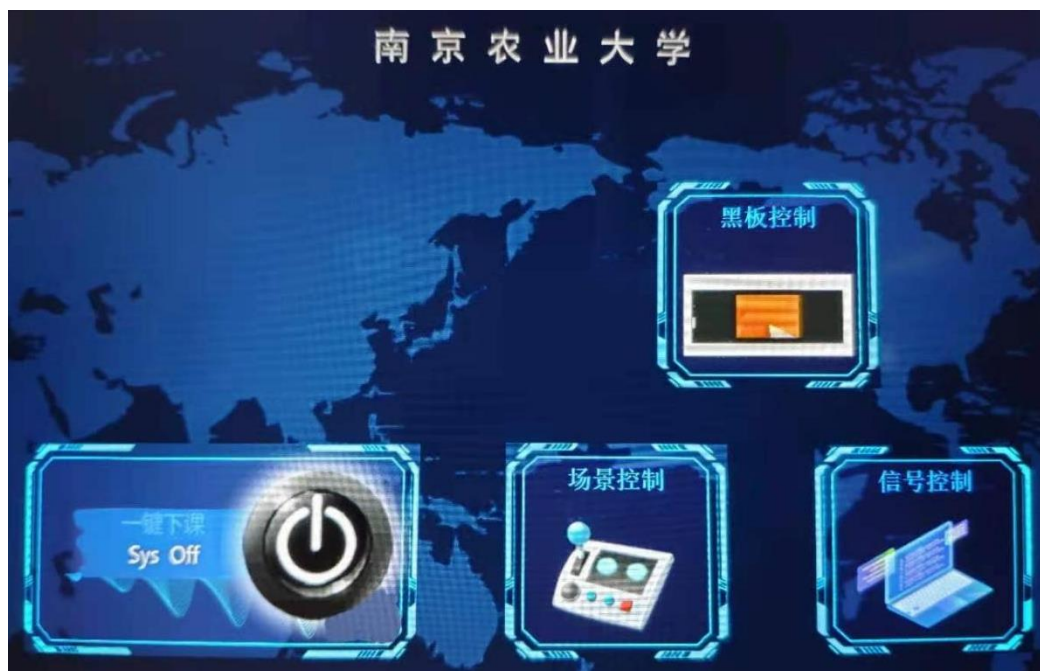 南京农业大学
黑板控制
一键下课
Sys Off
场景控制
信号控制